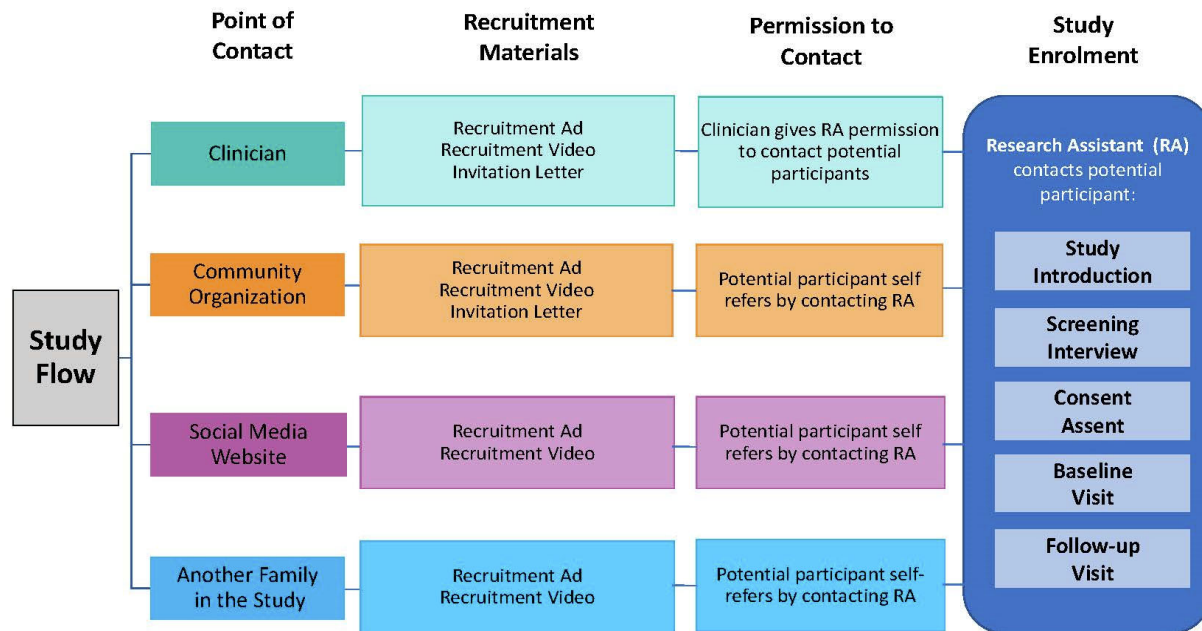 Point of
Contact
Recruitment
Materials
Permission to
Contact
Study
Enrolment
Study
Flow
Clinician
Recruitment Ad
Recruitment Video
Invitation Letter
Clinician gives RA permission
to contact potential
participants
Community
Organization
Recruitment Ad
Recruitment Video
Invitation Letter
Potential participant self
refers by contacting RA
Social Media
Website
Recruitment Ad
Recruitment Video
Potential participant self
refers by contacting RA
Another Family
in the Study
Recruitment Ad
Recruitment Video
Potential participant self-
refers by contacting RA
Research Assistant (RA)
contacts potential
participant:
Study
Introduction
Screening
Interview
Consent
Assent
Baseline
Visit
Follow-up
Visit